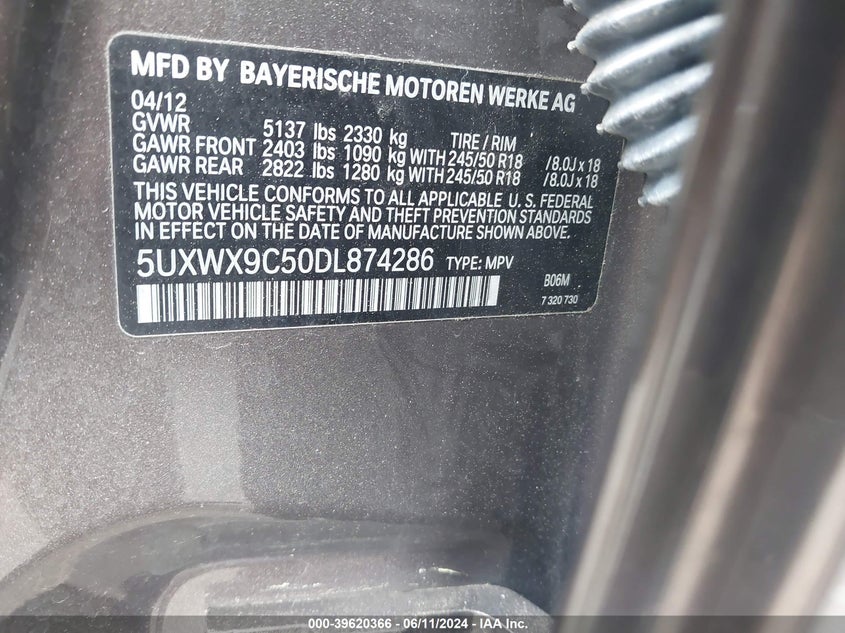 MFD BY BAYERISCHE MOTOREN WERKE AG
04/12
GVWR 5137 lbs 2330 kg TIRE / RIM
GAWR FRONT 2403 lbs 1090 kg WITH 245/50 R18 /8.0J x 18
GAWR REAR 2822 lbs 1280 kg WITH 245/50 R18 /8.0J x 18
THIS VEHICLE CONFORMS TO ALL APPLICABLE U. S. FEDERAL
MOTOR VEHICLE SAFETY AND THEFT PREVENTION STANDARDS
IN EFFECT ON THE DATE OF MANUFACTURE SHOWN ABOVE.
5UXWX9C50DL874286 TYPE: MPV B06M
7 320 730
000-39620366 - 06/11/2024 - IAA Inc.